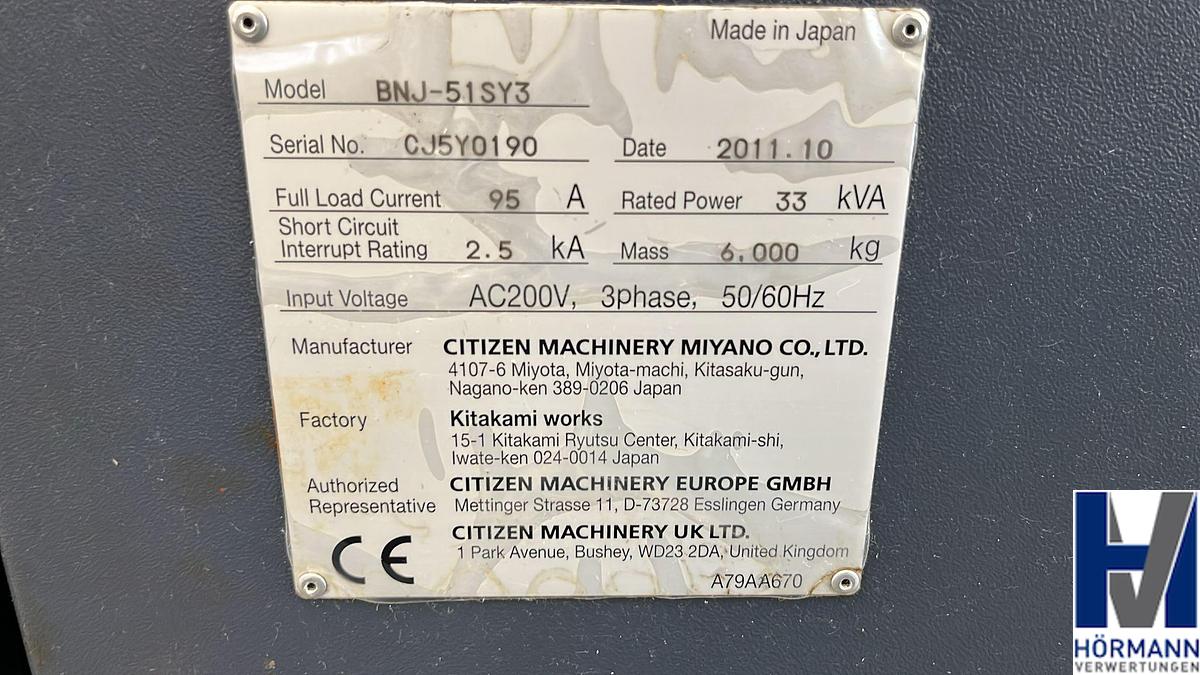 Made in Japan
Model BNJ-51SY3
Serial No. CJ5Y0190 Date 2011.10
Full Load Current 95 A Rated Power 33 kVA
Short Circuit
Interrupt Rating 2.5 kA Mass 6,000 kg
Input Voltage AC200V, 3phase, 50/60Hz
Manufacturer CITIZEN MACHINERY MIYANO CO., LTD.
4107-6 Miyota, Miyota-machi, Kitasaku-gun,
Nagano-ken 389-0206 Japan
Factory Kitakami works
15-1 Kitakami Ryutsu Center, Kitakami-shi,
Iwate-ken 024-0014 Japan
Authorized CITIZEN MACHINERY EUROPE GMBH
Representative Mettinger Strasse 11, D-73728 Esslingen Germany
CITIZEN MACHINERY UK LTD.
1 Park Avenue, Bushey, WD23 2DA, United Kingdom
CE
A79AA670
HÖRMANN
VERWERTUNGEN